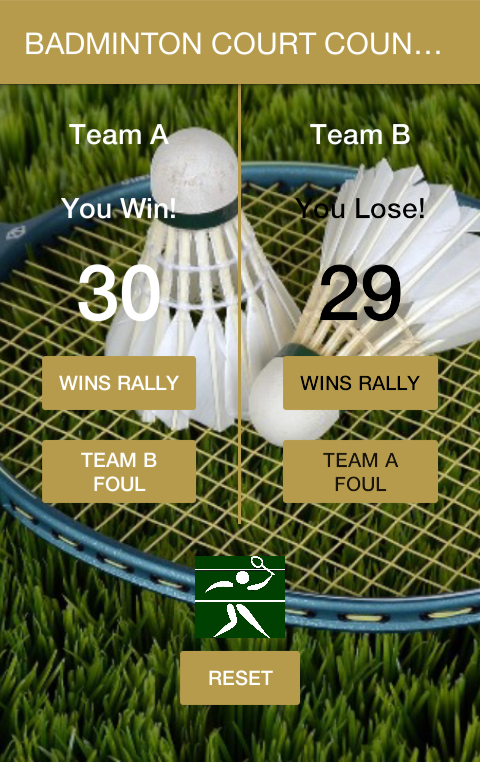 BADMINTON COURT COUN…
Team A
Team B
You Win!
You Lose!
30
29
WINS RALLY
WINS RALLY
TEAM B
FOUL
TEAM A
FOUL
RESET